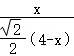 x
√2/2 (4-x)